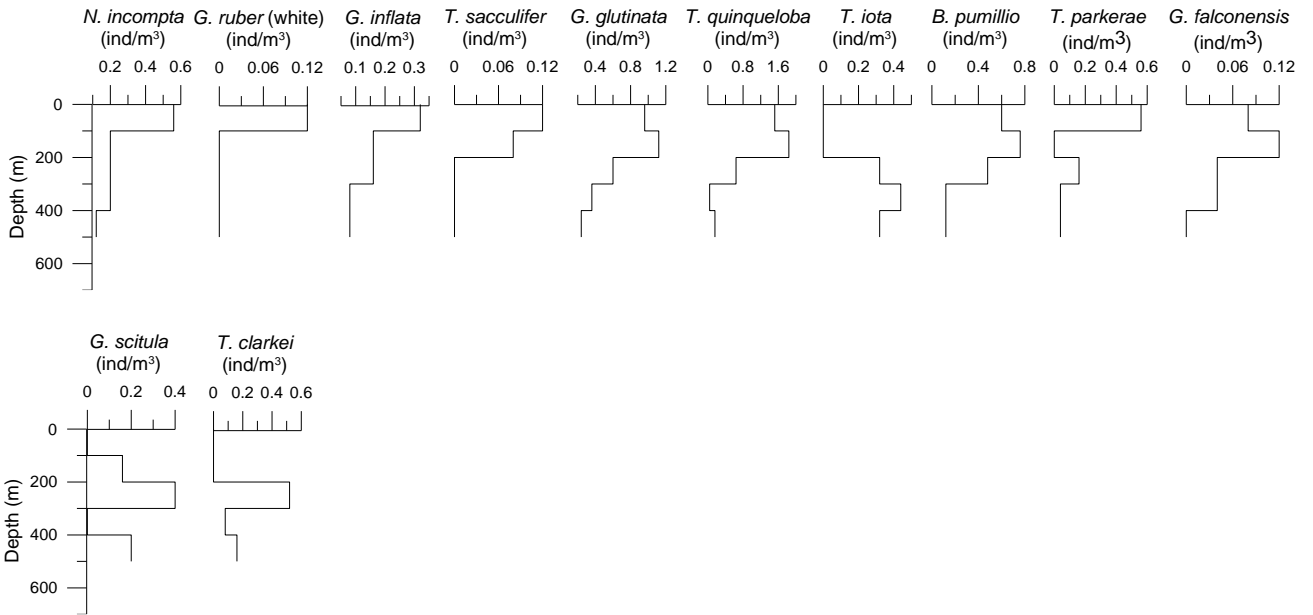 N. incompta G. ruber (white) G. inflata T. sacculifer G. glutinata T. quinqueloba T. iota B. pumillio T. parkerae G. falconensis
(ind/m³) (ind/m³) (ind/m³) (ind/m³) (ind/m³) (ind/m³) (ind/m³) (ind/m³) (ind/m³) (ind/m³)
0.2 0.4 0.6 0 0.06 0.12 0.1 0.2 0.3 0 0.06 0.12 0.4 0.8 1.2 0 0.8 1.6 0 0.2 0.4 0 0.4 0.8 0 0.2 0.4 0.6 0 0.06 0.12
0
200
400
600
Depth (m)
G. scitula T. clarkei
(ind/m³) (ind/m³)
0 0.2 0.4 0 0.2 0.4 0.6
0
200
400
600
Depth (m)